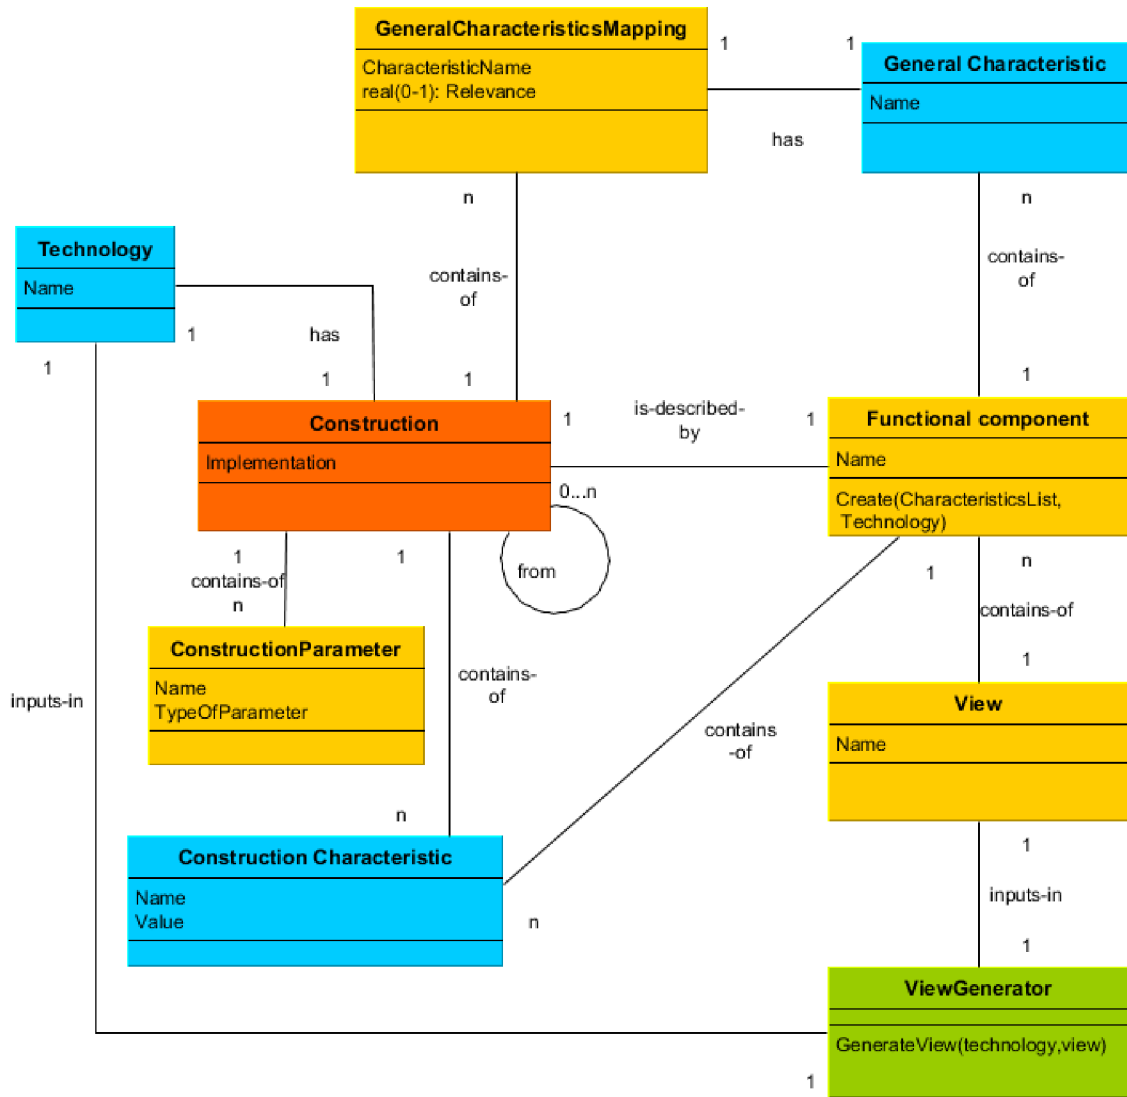 GeneralCharacteristicsMapping
CharacteristicName
real(0-1): Relevance
1
1
has
General Characteristic
Name
n
contains-
of
n
contains-
of
Technology
Name
1
1
has
1
1
1
Construction
Implementation
1
is-described-
by
1
Functional component
Name
Create(CharacteristicsList,
Technology)
0...n
from
1
contains-of
n
1
ConstructionParameter
Name
TypeOfParameter
contains-
of
n
1
contains
-of
n
n
contains-of
1
View
Name
inputs-in
Construction Characteristic
Name
Value
1
inputs-in
1
ViewGenerator
GenerateView(technology,view)
1